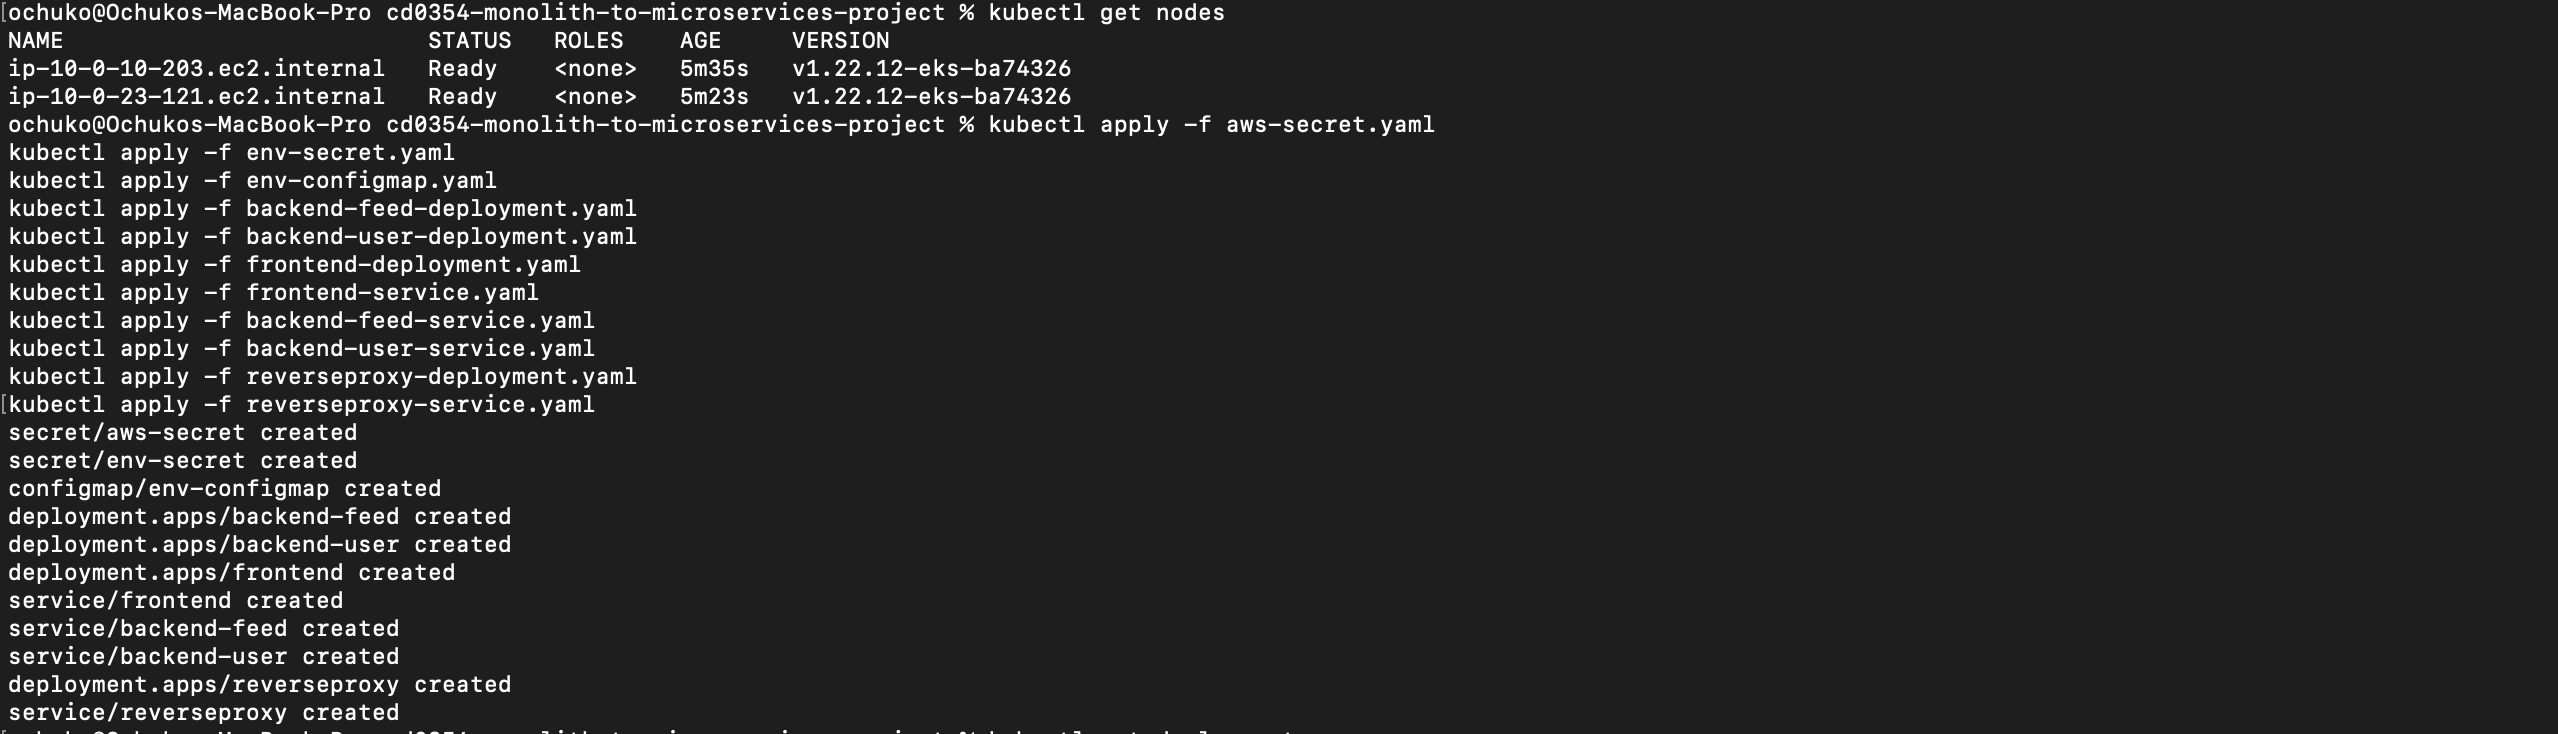 [ochuko@Ochukos-MacBook-Pro cd0354-monolith-to-microservices-project % kubectl get nodes
NAME                          STATUS   ROLES    AGE     VERSION
ip-10-0-10-203.ec2.internal   Ready    <none>   5m35s   v1.22.12-eks-ba74326
ip-10-0-23-121.ec2.internal   Ready    <none>   5m23s   v1.22.12-eks-ba74326
ochuko@Ochukos-MacBook-Pro cd0354-monolith-to-microservices-project % kubectl apply -f aws-secret.yaml
kubectl apply -f env-secret.yaml
kubectl apply -f env-configmap.yaml
kubectl apply -f backend-feed-deployment.yaml
kubectl apply -f backend-user-deployment.yaml
kubectl apply -f frontend-deployment.yaml
kubectl apply -f frontend-service.yaml
kubectl apply -f backend-feed-service.yaml
kubectl apply -f backend-user-service.yaml
kubectl apply -f reverseproxy-deployment.yaml
[kubectl apply -f reverseproxy-service.yaml
secret/aws-secret created
secret/env-secret created
configmap/env-configmap created
deployment.apps/backend-feed created
deployment.apps/backend-user created
deployment.apps/frontend created
service/frontend created
service/backend-feed created
service/backend-user created
deployment.apps/reverseproxy created
service/reverseproxy created